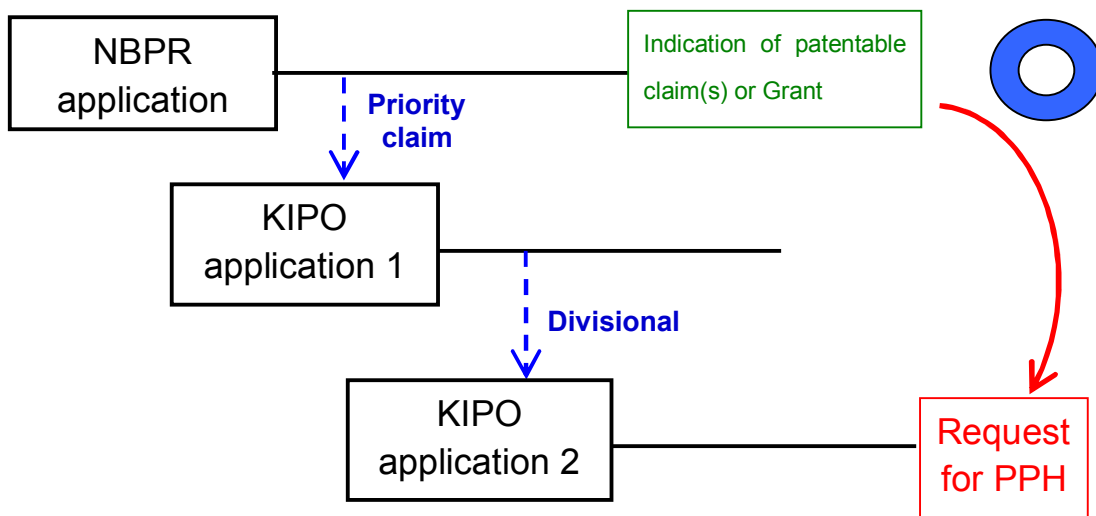 NBPR
application
Indication of patentable
claim(s) or Grant
Priority
claim
KIPO
application 1
Divisional
KIPO
application 2
Request
for PPH